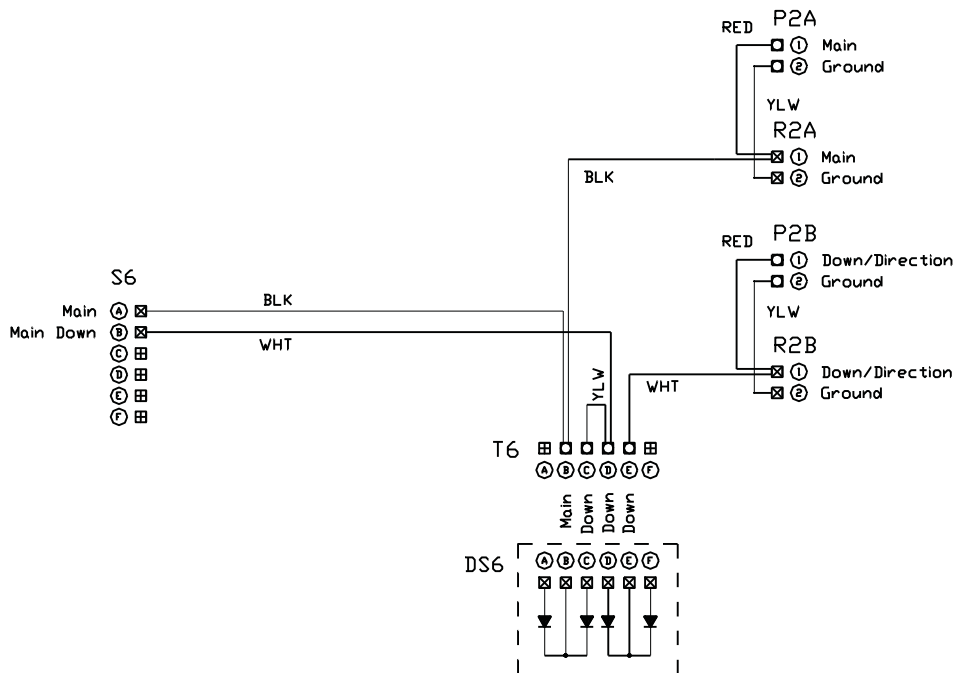 P2A
RED
1 Main
2 Ground
YLW
R2A
1 Main
BLK
2 Ground
P2B
RED
1 Down/Direction
2 Ground
YLW
R2B
1 Down/Direction
WHT
2 Ground
S6
Main A
BLK
Main Down B
WHT
C
D
E
F
YLW
T6
A B C D E F
Main
Down
Down
Down
DS6
A B C D E F